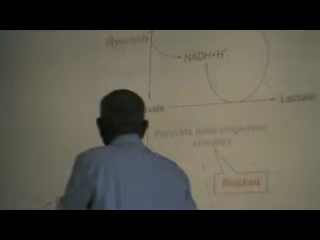 Glycolysis
NADH+H⁺
vate
Lactate
Pyruvate dehydrogenase
complex